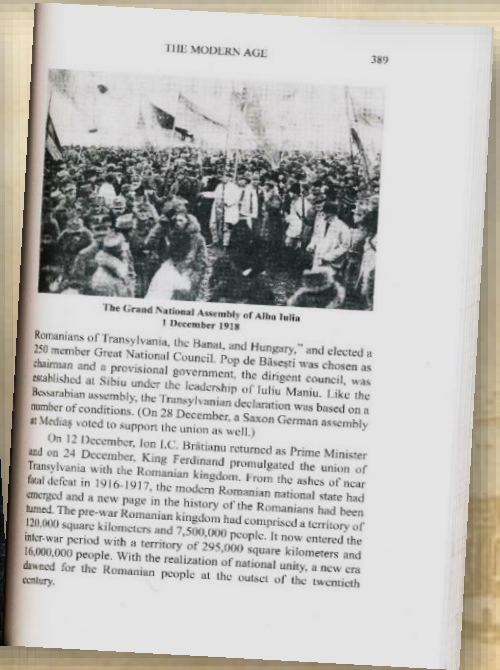 THE MODERN AGE
389
The Grand National Assembly of Alba Iulia
1 December 1918
Romanians of Transylvania, the Banat, and Hungary," and elected a
250 member Great National Council. Pop de Băsești was chosen as
chairman and a provisional government, the dirigent council, was
established at Sibiu under the leadership of Iuliu Maniu. Like the
Bessarabian assembly, the Transylvanian declaration was based on a
number of conditions. (On 28 December, a Saxon German assembly
at Mediaș voted to support the union as well.)
On 12 December, Ion I.C. Brătianu returned as Prime Minister
and on 24 December, King Ferdinand promulgated the union of
Transylvania with the Romanian kingdom. From the ashes of near
fatal defeat in 1916-1917, the modern Romanian national state had
emerged and a new page in the history of the Romanians had been
turned. The pre-war Romanian kingdom had comprised a territory of
120,000 square kilometers and 7,500,000 people. It now entered the
inter-war period with a territory of 295,000 square kilometers and
16,000,000 people. With the realization of national unity, a new era
dawned for the Romanian people at the outset of the twentieth
century.